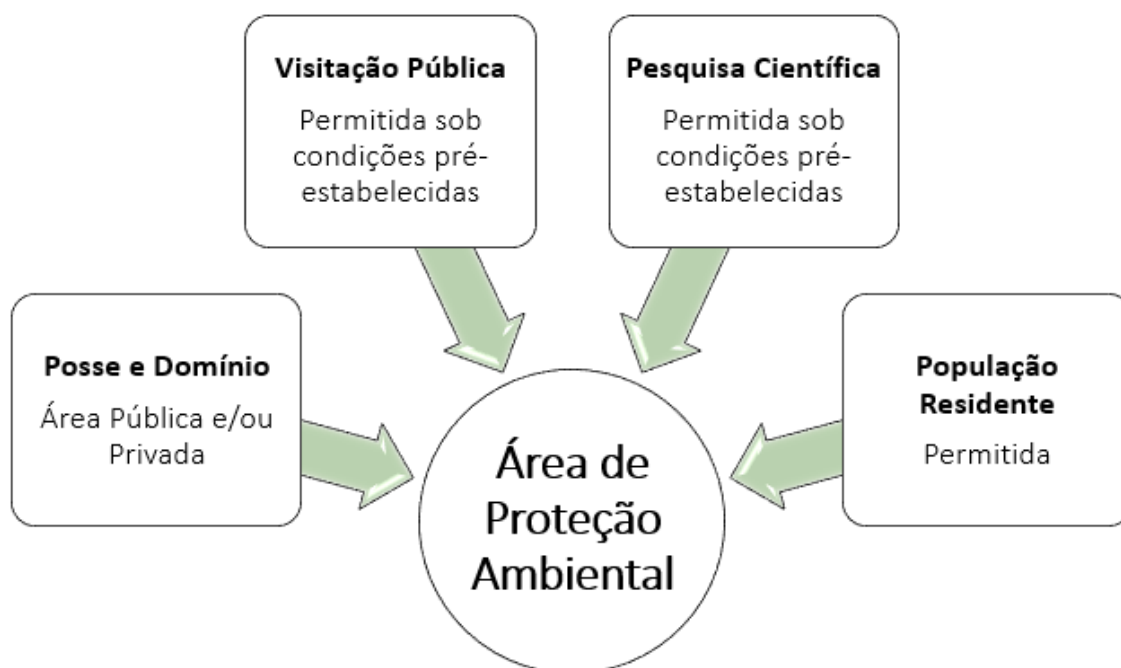 Visitação Pública
Permitida sob
condições pré-
estabelecidas
Pesquisa Científica
Permitida sob
condições pré-
estabelecidas
Posse e Domínio
Área Pública e/ou
Privada
População
Residente
Permitida
Área de
Proteção
Ambiental